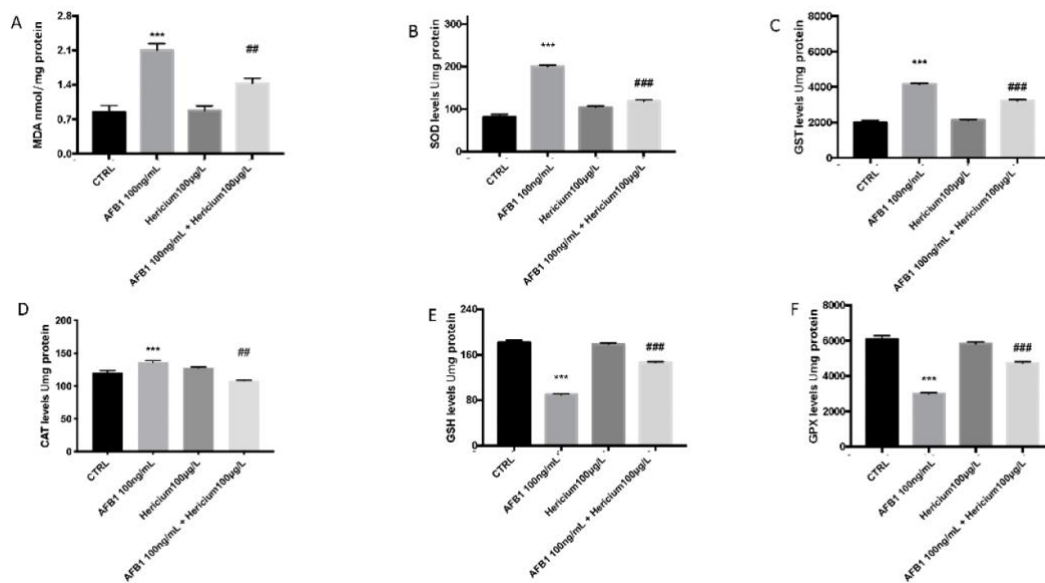 A
MDA nmol/mg protein
2.8
2.1
1.4
0.7
0.0
***
##
CTRL
AFB1 100ng/mL
Hericium100µg/L
AFB1 100ng/mL + Hericium100µg/L
B
SOD levels Umg protein
300
200
100
0
***
###
CTRL
AFB1 100ng/mL
Hericium100µg/L
AFB1 100ng/mL + Hericium100µg/L
C
GST levels Umg protein
8000
6000
4000
2000
0
***
###
CTRL
AFB1 100ng/mL
Hericium100µg/L
AFB1 100ng/mL + Hericium100µg/L
D
CAT levels Umg protein
200
150
100
50
0
***
##
CTRL
AFB1 100ng/mL
Hericium100µg/L
AFB1 100ng/mL + Hericium100µg/L
E
GSH levels Umg protein
240
160
80
0
***
###
CTRL
AFB1 100ng/mL
Hericium100µg/L
AFB1 100ng/mL + Hericium100µg/L
F
GPX levels Umg protein
8000
6000
4000
2000
0
***
###
CTRL
AFB1 100ng/mL
Hericium100µg/L
AFB1 100ng/mL + Hericium100µg/L